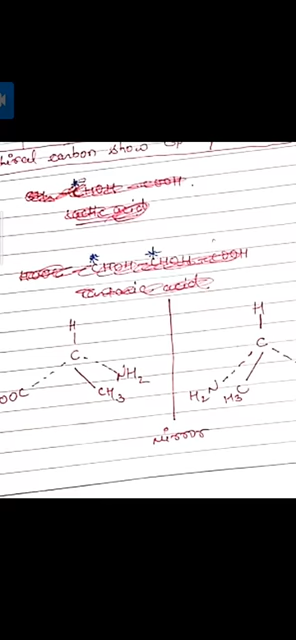 hiral carbon show
CH₃ - *CHOH - COOH.
Lactic acid
HOOC - *CHOH - *CHOH - COOH
Tartaric acid
H H
C C
OOC NH₂ H₂N
CH₃ H₃C
Mirror